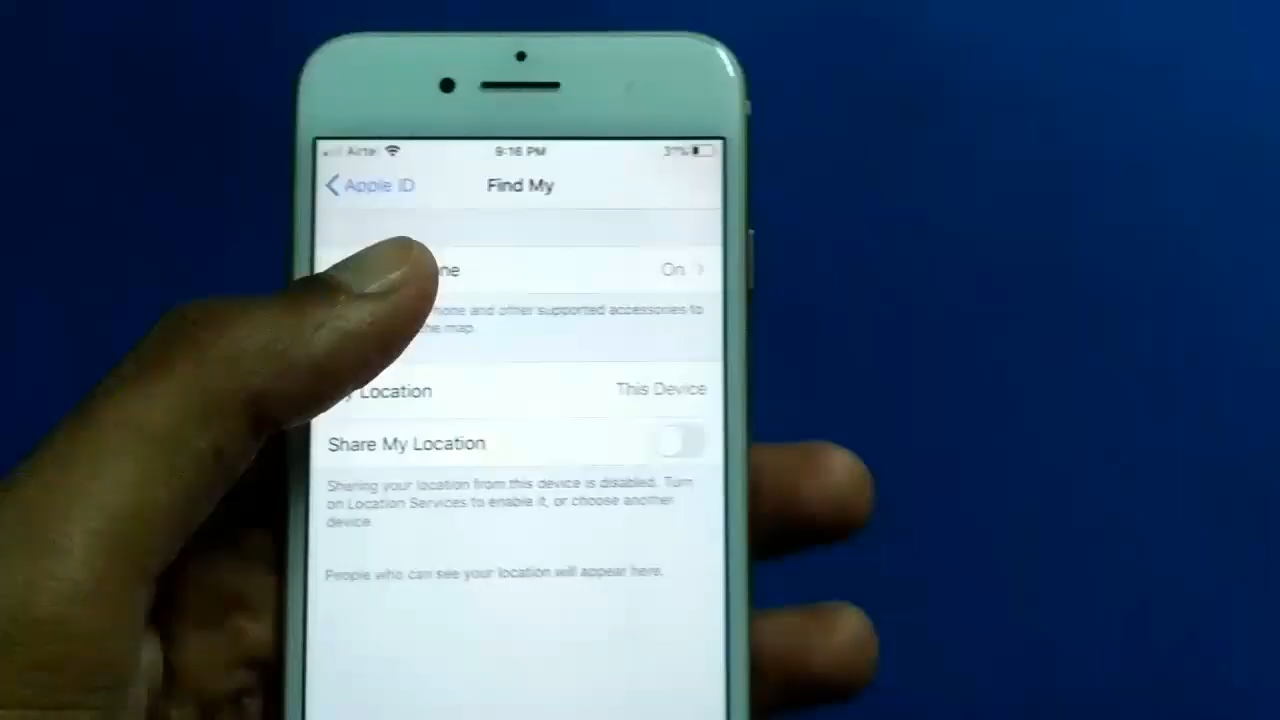 Airtel 9:16 PM 31%
Apple ID Find My
ne On
hone and other supported accessories to
the map.
y Location This Device
Share My Location
Sharing your location from this device is disabled. Turn
on Location Services to enable it, or choose another
device.
People who can see your location will appear here.